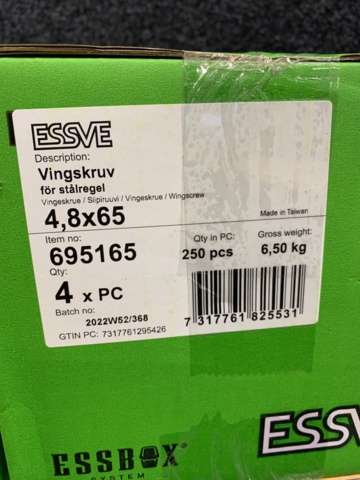 ESSVE
Description:
Vingskruv
för stålregel
Vingeskrue / Siipiruuvi / Vingeskrue / Wingscrew
4,8x65
Made in Taiwan
Item no:
Qty in PC:
Gross weight:
695165
250 pcs
6,50 kg
Qty:
4 x PC
Batch no:
2022W52/368
7 317761 825531
GTIN PC: 7317761295426
ESSVE
ESSBOX
SYSTEM